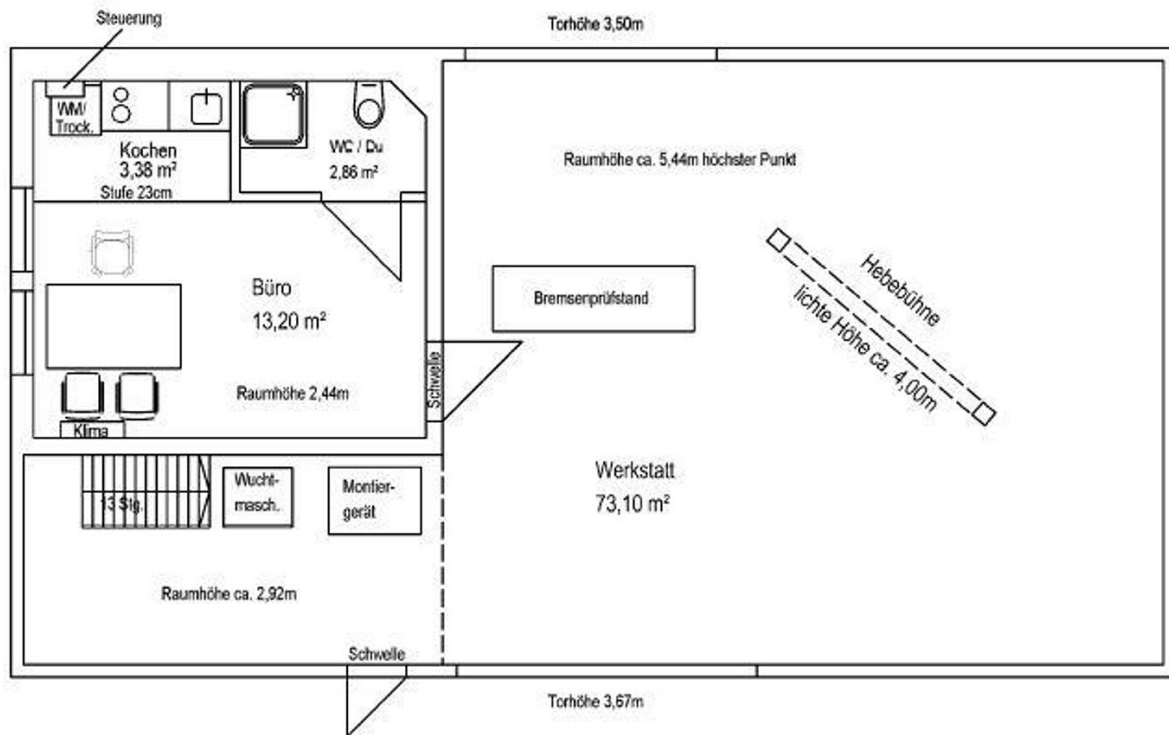 Steuerung
Torhöhe 3,50m
WM/
Trock.
Kochen
3,38 m²
Stufe 23cm
WC / Du
2,86 m²
Raumhöhe ca. 5,44m höchster Punkt
Büro
13,20 m²
Raumhöhe 2,44m
Klima
Schwelle
Bremsenprüfstand
Hebebühne
lichte Höhe ca. 4,00m
Werkstatt
73,10 m²
13 Stg.
Wucht-
masch.
Montier-
gerät
Raumhöhe ca. 2,92m
Schwelle
Torhöhe 3,67m